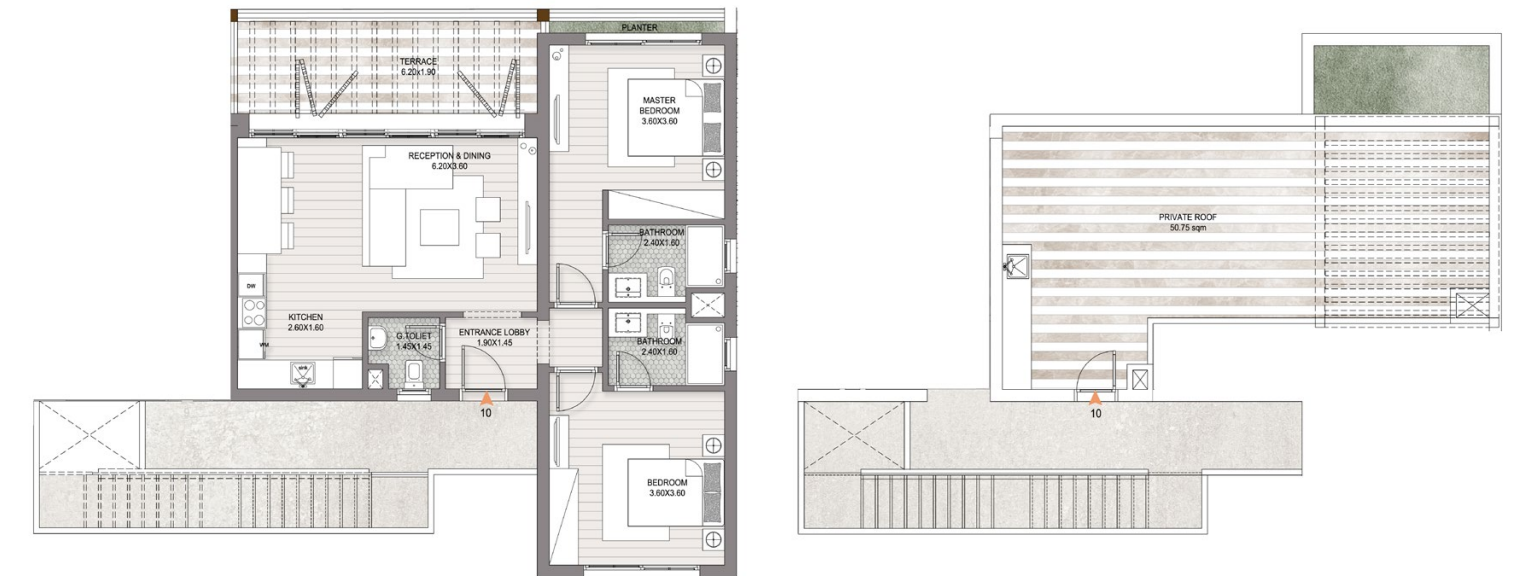 PLANTER
TERRACE
6.20x1.90
MASTER
BEDROOM
3.60X3.60
RECEPTION & DINING
6.20X3.60
BATHROOM
2.40X1.60
DW
KITCHEN
2.60X1.60
WM
G.TOLIET
1.45X1.45
ENTRANCE LOBBY
1.90X1.45
BATHROOM
2.40X1.60
10
BEDROOM
3.60X3.60
PRIVATE ROOF
50.75 sqm
10